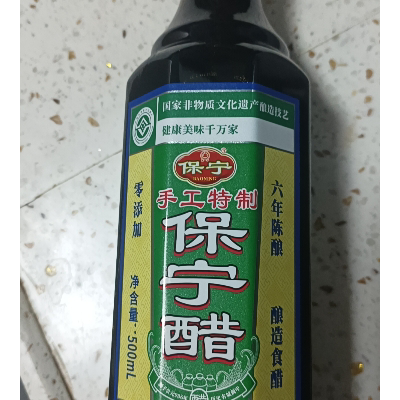 国家非物质文化遗产酿造技艺
健康美味千万家
保宁
BAONING
手工特制
保宁醋
零添加
净含量:500mL
六年陈酿
酿造食醋